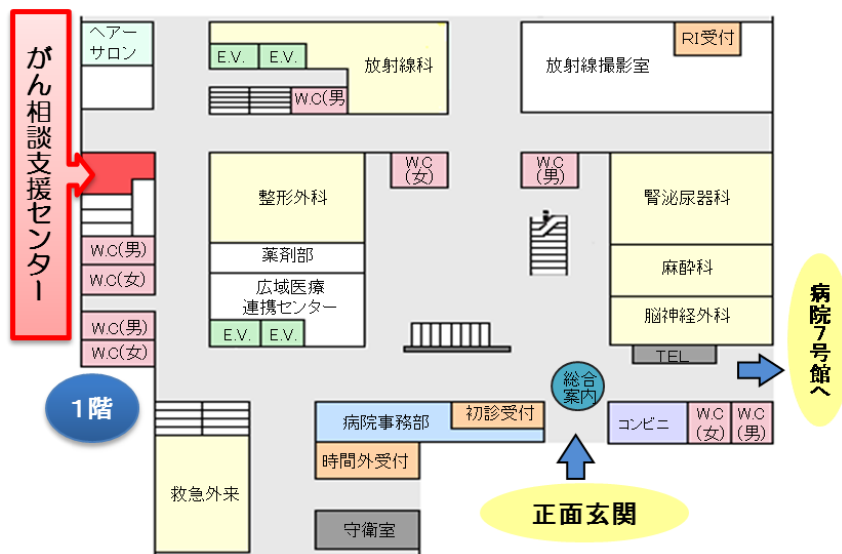 がん相談支援センター
ヘアー
サロン
E.V.
E.V.
放射線科
W.C(男
放射線撮影室
RI受付
整形外科
W.C
(女)
W.C
(男)
腎泌尿器科
薬剤部
麻酔科
広域医療
連携センター
E.V.
E.V.
脳神経外科
TEL
W.C(男)
W.C(女)
W.C(男)
W.C(女)
病院7号館へ
1階
総合
案内
病院事務部
初診受付
コンビニ
W.C
(女)
W.C
(男)
時間外受付
救急外来
守衛室
正面玄関